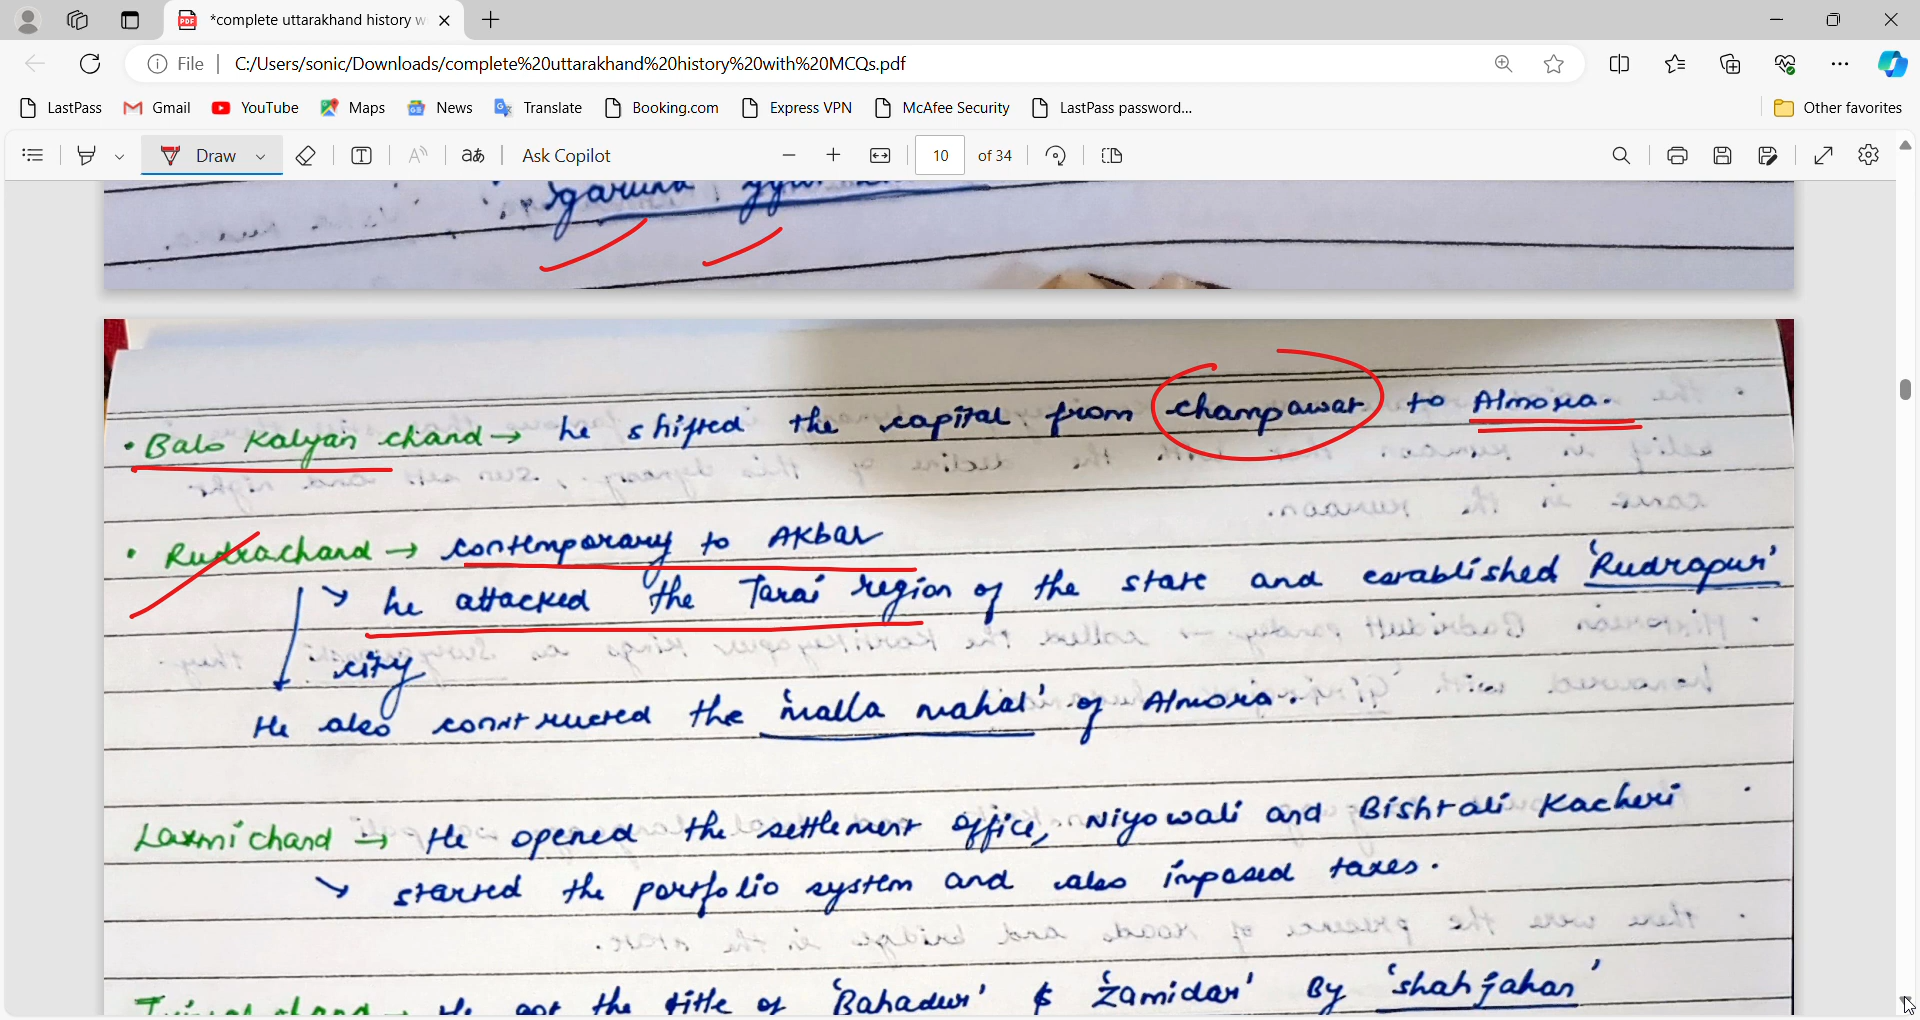 *complete uttarakhand history w
File
C:/Users/sonic/Downloads/complete%20uttarakhand%20history%20with%20MCQs.pdf
LastPass Gmail YouTube Maps News Translate Booking.com Express VPN McAfee Security LastPass password... Other favorites
Draw Ask Copilot 10 of 34
• Balo Kalyan chand → he shifted the capital from champawat to Almora.
• Rudrachand → contemporary to Akbar
↘ he attacked the Tarai region of the state and established 'Rudrapur'
city
He also constructed the 'malla mahal' of Almora.
Laxmi chand → He opened the settlement office, Niyowali and Bishtali Kacheri
↘ started the portfolio system and also imposed taxes.
He got the title of 'Bahadur' & 'Zamidar' By 'shahjahan'